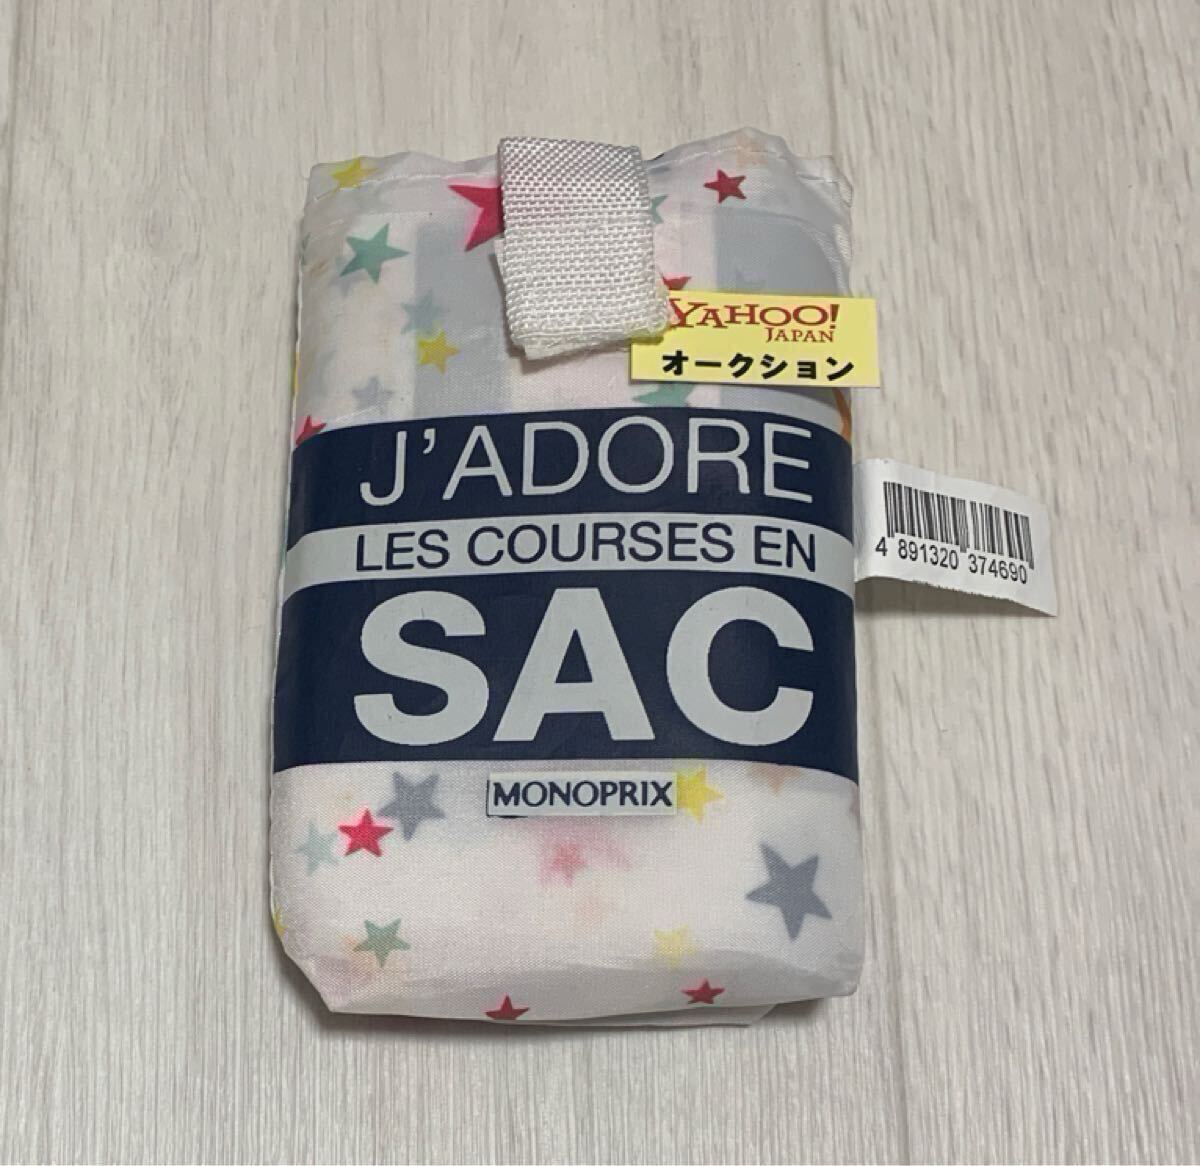 YAHOO!
JAPAN
オークション
J'ADORE
LES COURSES EN
SAC
MONOPRIX
4 891320 374690